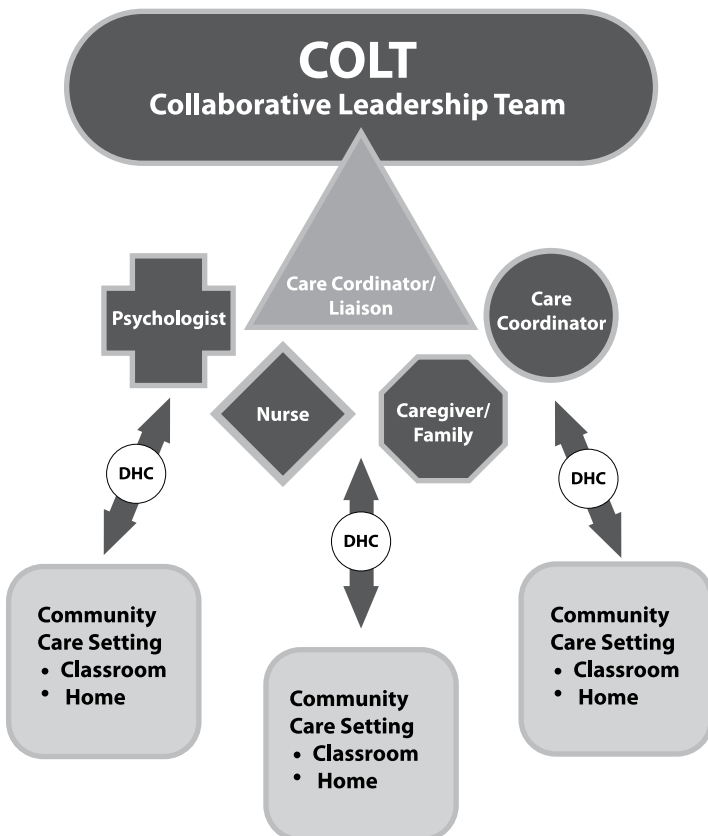 COLT
Collaborative Leadership Team
Care Cordinator/
Liaison
Psychologist
Care
Coordinator
Nurse
Caregiver/
Family
DHC
DHC
DHC
Community
Care Setting
• Classroom
• Home
Community
Care Setting
• Classroom
• Home
Community
Care Setting
• Classroom
• Home